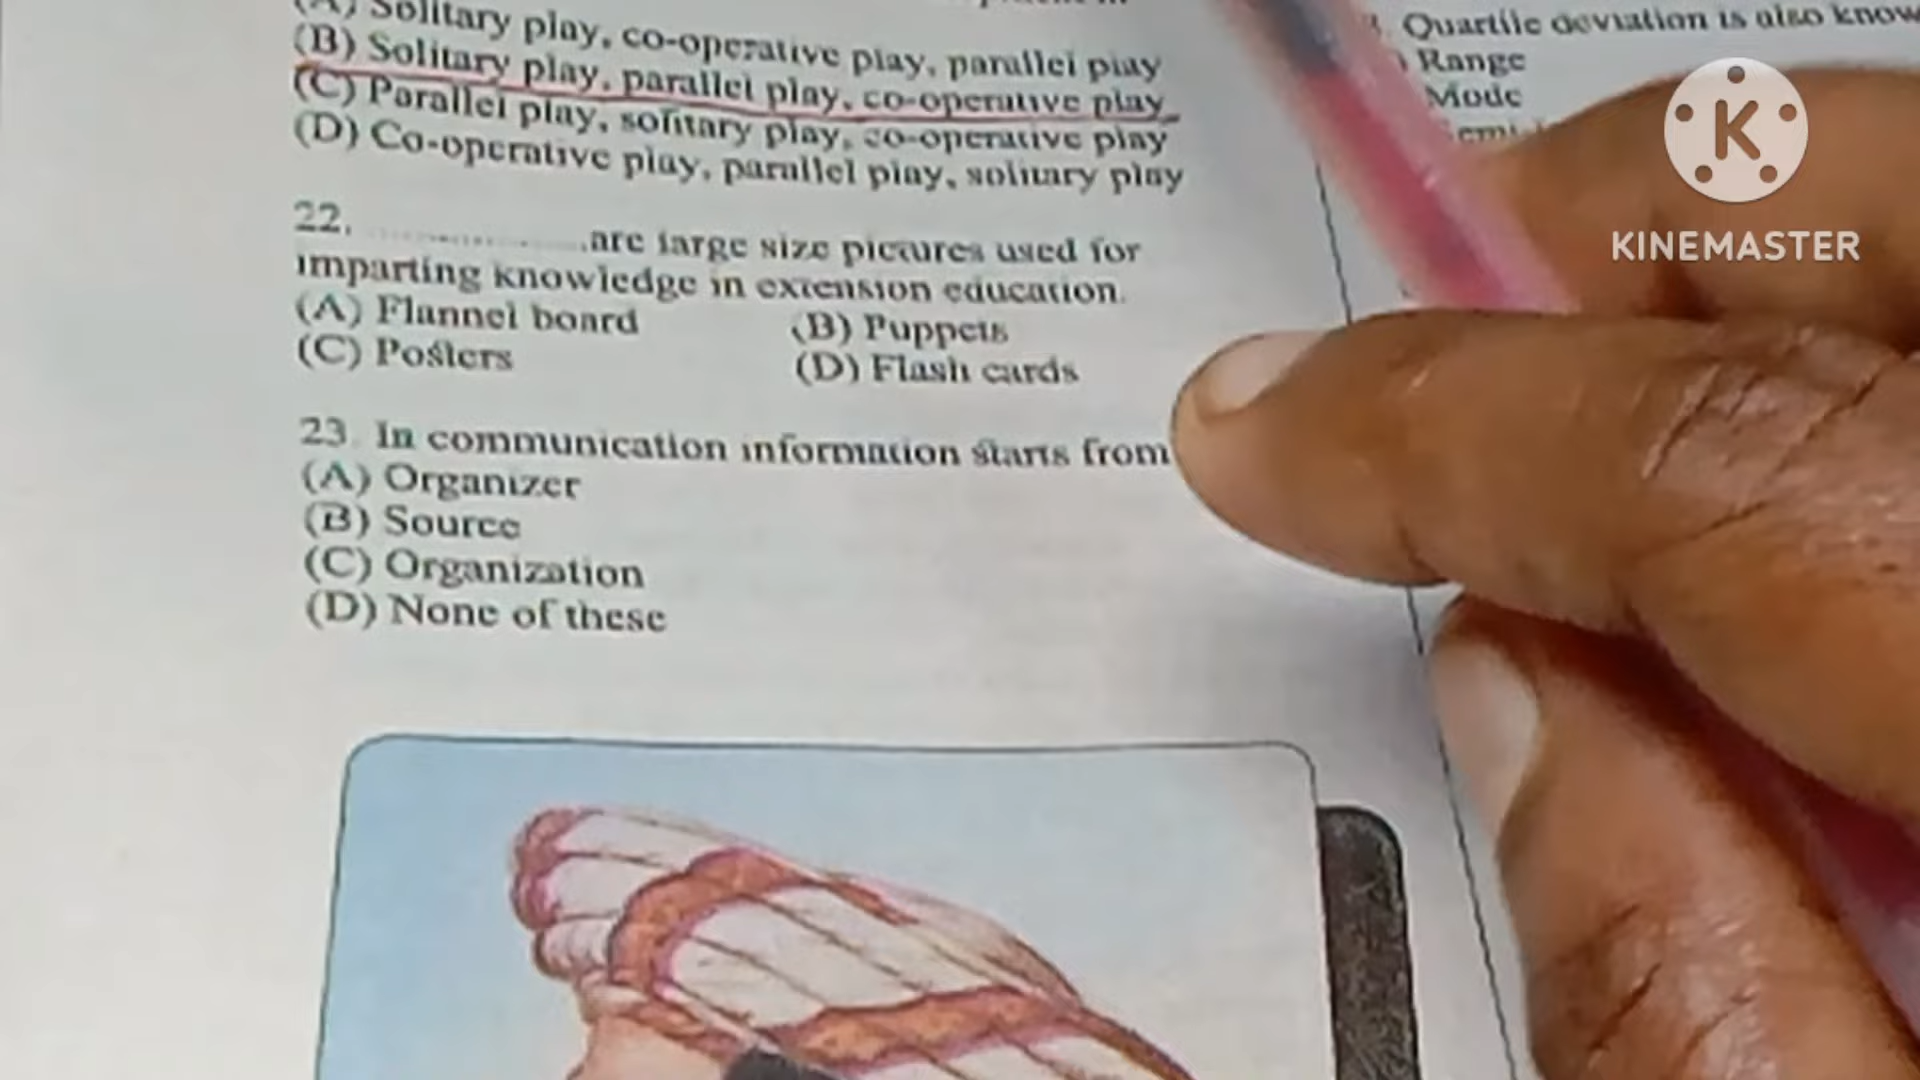 (A) Solitary play, co-operative play, parallel play
(B) Solitary play, parallel play, co-operative play
(C) Parallel play, solitary play, co-operative play
(D) Co-operative play, parallel play, solitary play
22. ...................are large size pictures used for
imparting knowledge in extension education.
(A) Flannel board (B) Puppets
(C) Posters (D) Flash cards
23. In communication information starts from
(A) Organizer
(B) Source
(C) Organization
(D) None of these
Quartile deviation is also know
Range
Mode
K
KINEMASTER